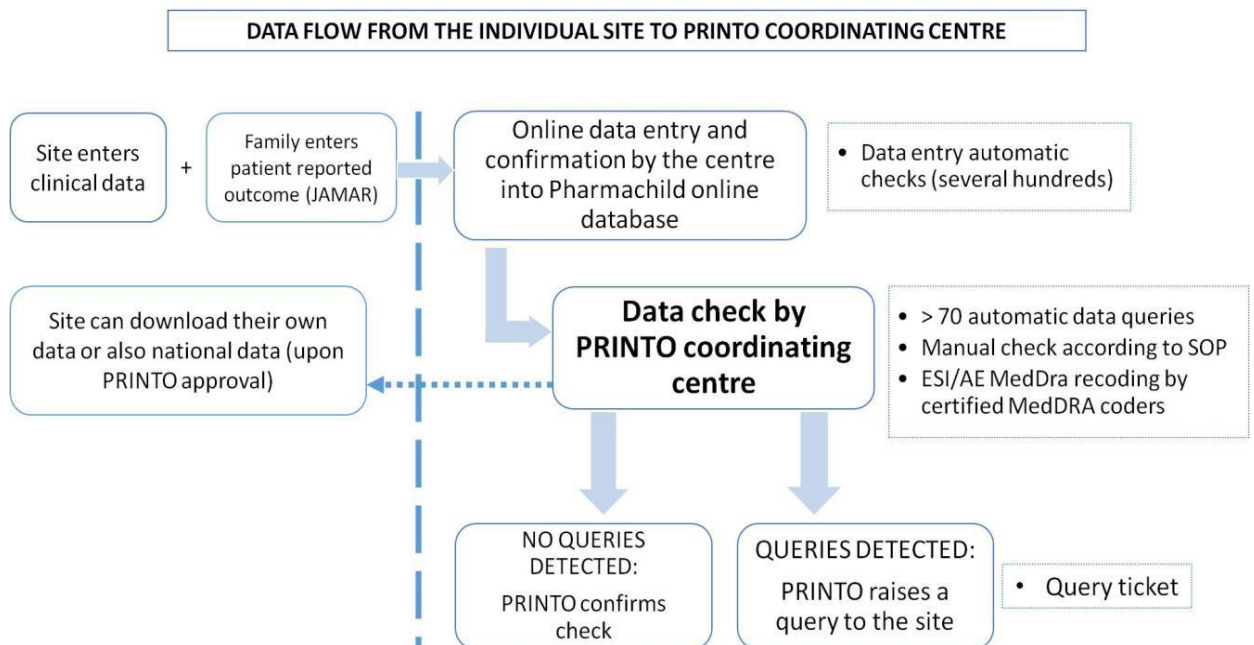 DATA FLOW FROM THE INDIVIDUAL SITE TO PRINTO COORDINATING CENTRE
Site enters
clinical data
+
Family enters
patient reported
outcome (JAMAR)
Online data entry and
confirmation by the centre
into Pharmachild online
database
• Data entry automatic
checks (several hundreds)
Site can download their own
data or also national data (upon
PRINTO approval)
Data check by
PRINTO coordinating
centre
• > 70 automatic data queries
• Manual check according to SOP
• ESI/AE MedDra recoding by
certified MedDRA coders
NO QUERIES
DETECTED:
PRINTO confirms
check
QUERIES DETECTED:
PRINTO raises a
query to the site
• Query ticket